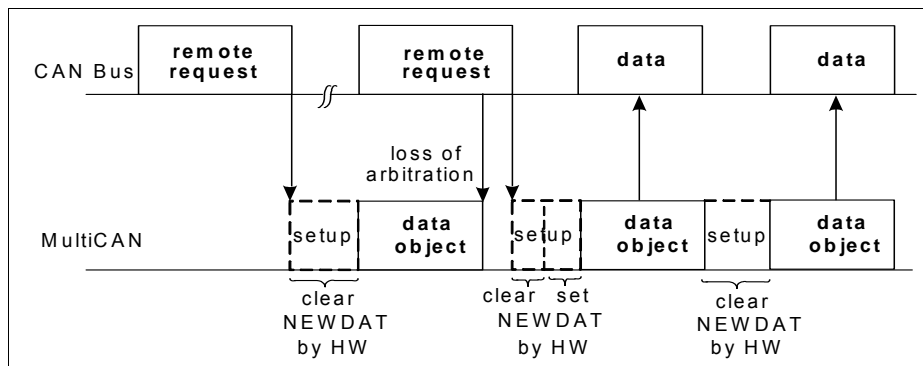 remote request
remote request
data
data
CAN Bus
loss of arbitration
MultiCAN
setup
data object
setup
data object
setup
data object
clear NEWDAT by HW
clear set NEWDAT by HW
clear NEWDAT by HW